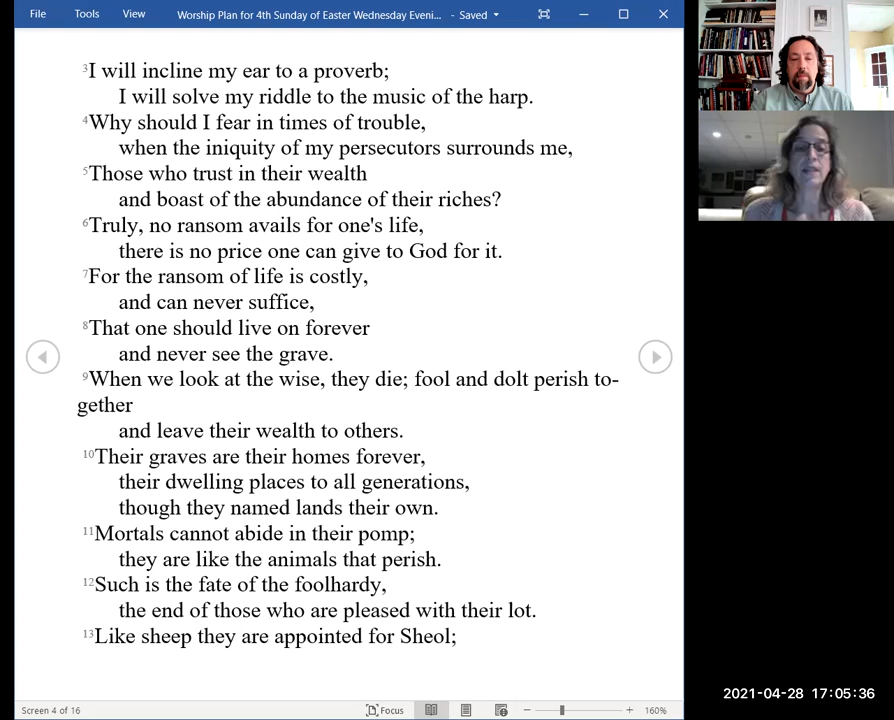 File Tools View Worship Plan for 4th Sunday of Easter Wednesday Eveni... - Saved
3I will incline my ear to a proverb;
I will solve my riddle to the music of the harp.
4Why should I fear in times of trouble,
when the iniquity of my persecutors surrounds me,
5Those who trust in their wealth
and boast of the abundance of their riches?
6Truly, no ransom avails for one's life,
there is no price one can give to God for it.
7For the ransom of life is costly,
and can never suffice,
8That one should live on forever
and never see the grave.
9When we look at the wise, they die; fool and dolt perish to-
gether
and leave their wealth to others.
10Their graves are their homes forever,
their dwelling places to all generations,
though they named lands their own.
11Mortals cannot abide in their pomp;
they are like the animals that perish.
12Such is the fate of the foolhardy,
the end of those who are pleased with their lot.
13Like sheep they are appointed for Sheol;
Screen 4 of 16 Focus 160%
2021-04-28 17:05:36